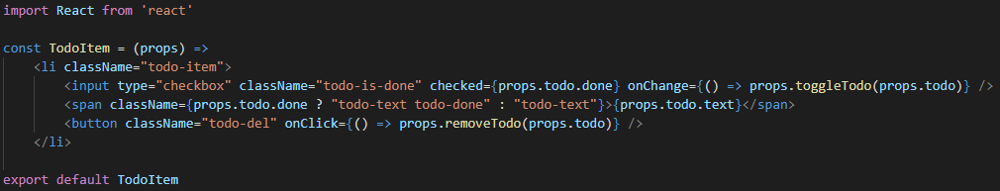 import React from 'react'
const TodoItem = (props) =>
    <li className="todo-item">
        <input type="checkbox" className="todo-is-done" checked={props.todo.done} onChange={() => props.toggleTodo(props.todo)} />
        <span className={props.todo.done ? "todo-text todo-done" : "todo-text"}>{props.todo.text}</span>
        <button className="todo-del" onClick={() => props.removeTodo(props.todo)} />
    </li>
export default TodoItem